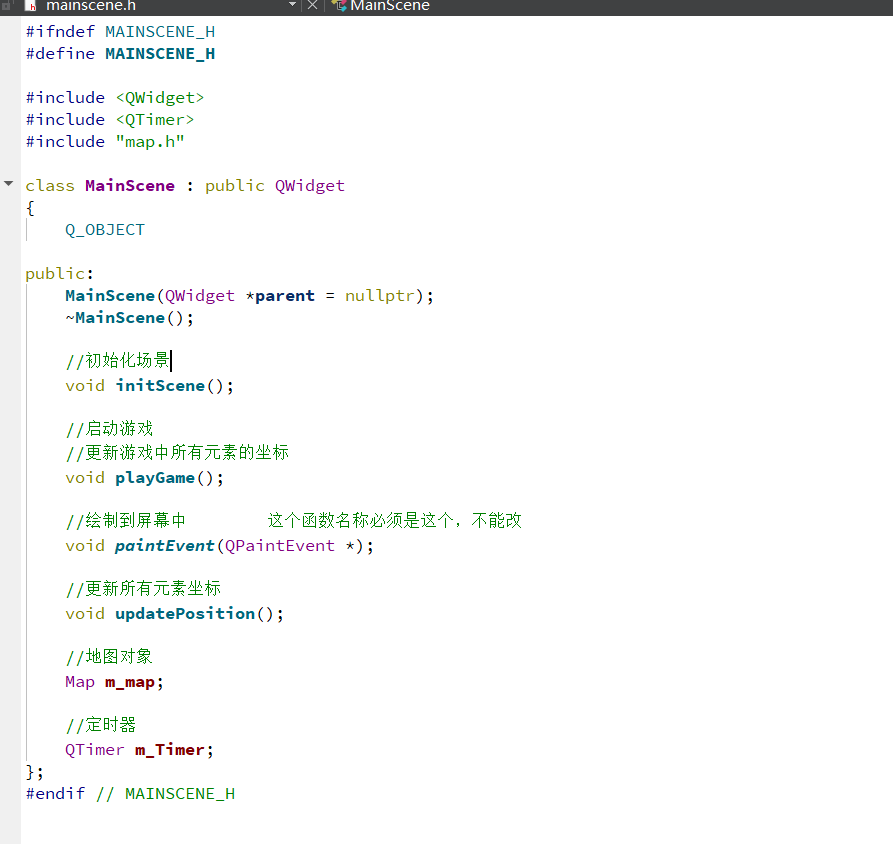 mainscene.h MainScene
#ifndef MAINSCENE_H
#define MAINSCENE_H
#include <QWidget>
#include <QTimer>
#include "map.h"
class MainScene : public QWidget
{
Q_OBJECT
public:
MainScene(QWidget *parent = nullptr);
~MainScene();
//初始化场景
void initScene();
//启动游戏
//更新游戏中所有元素的坐标
void playGame();
//绘制到屏幕中 这个函数名称必须是这个，不能改
void paintEvent(QPaintEvent *);
//更新所有元素坐标
void updatePosition();
//地图对象
Map m_map;
//定时器
QTimer m_Timer;
};
#endif // MAINSCENE_H